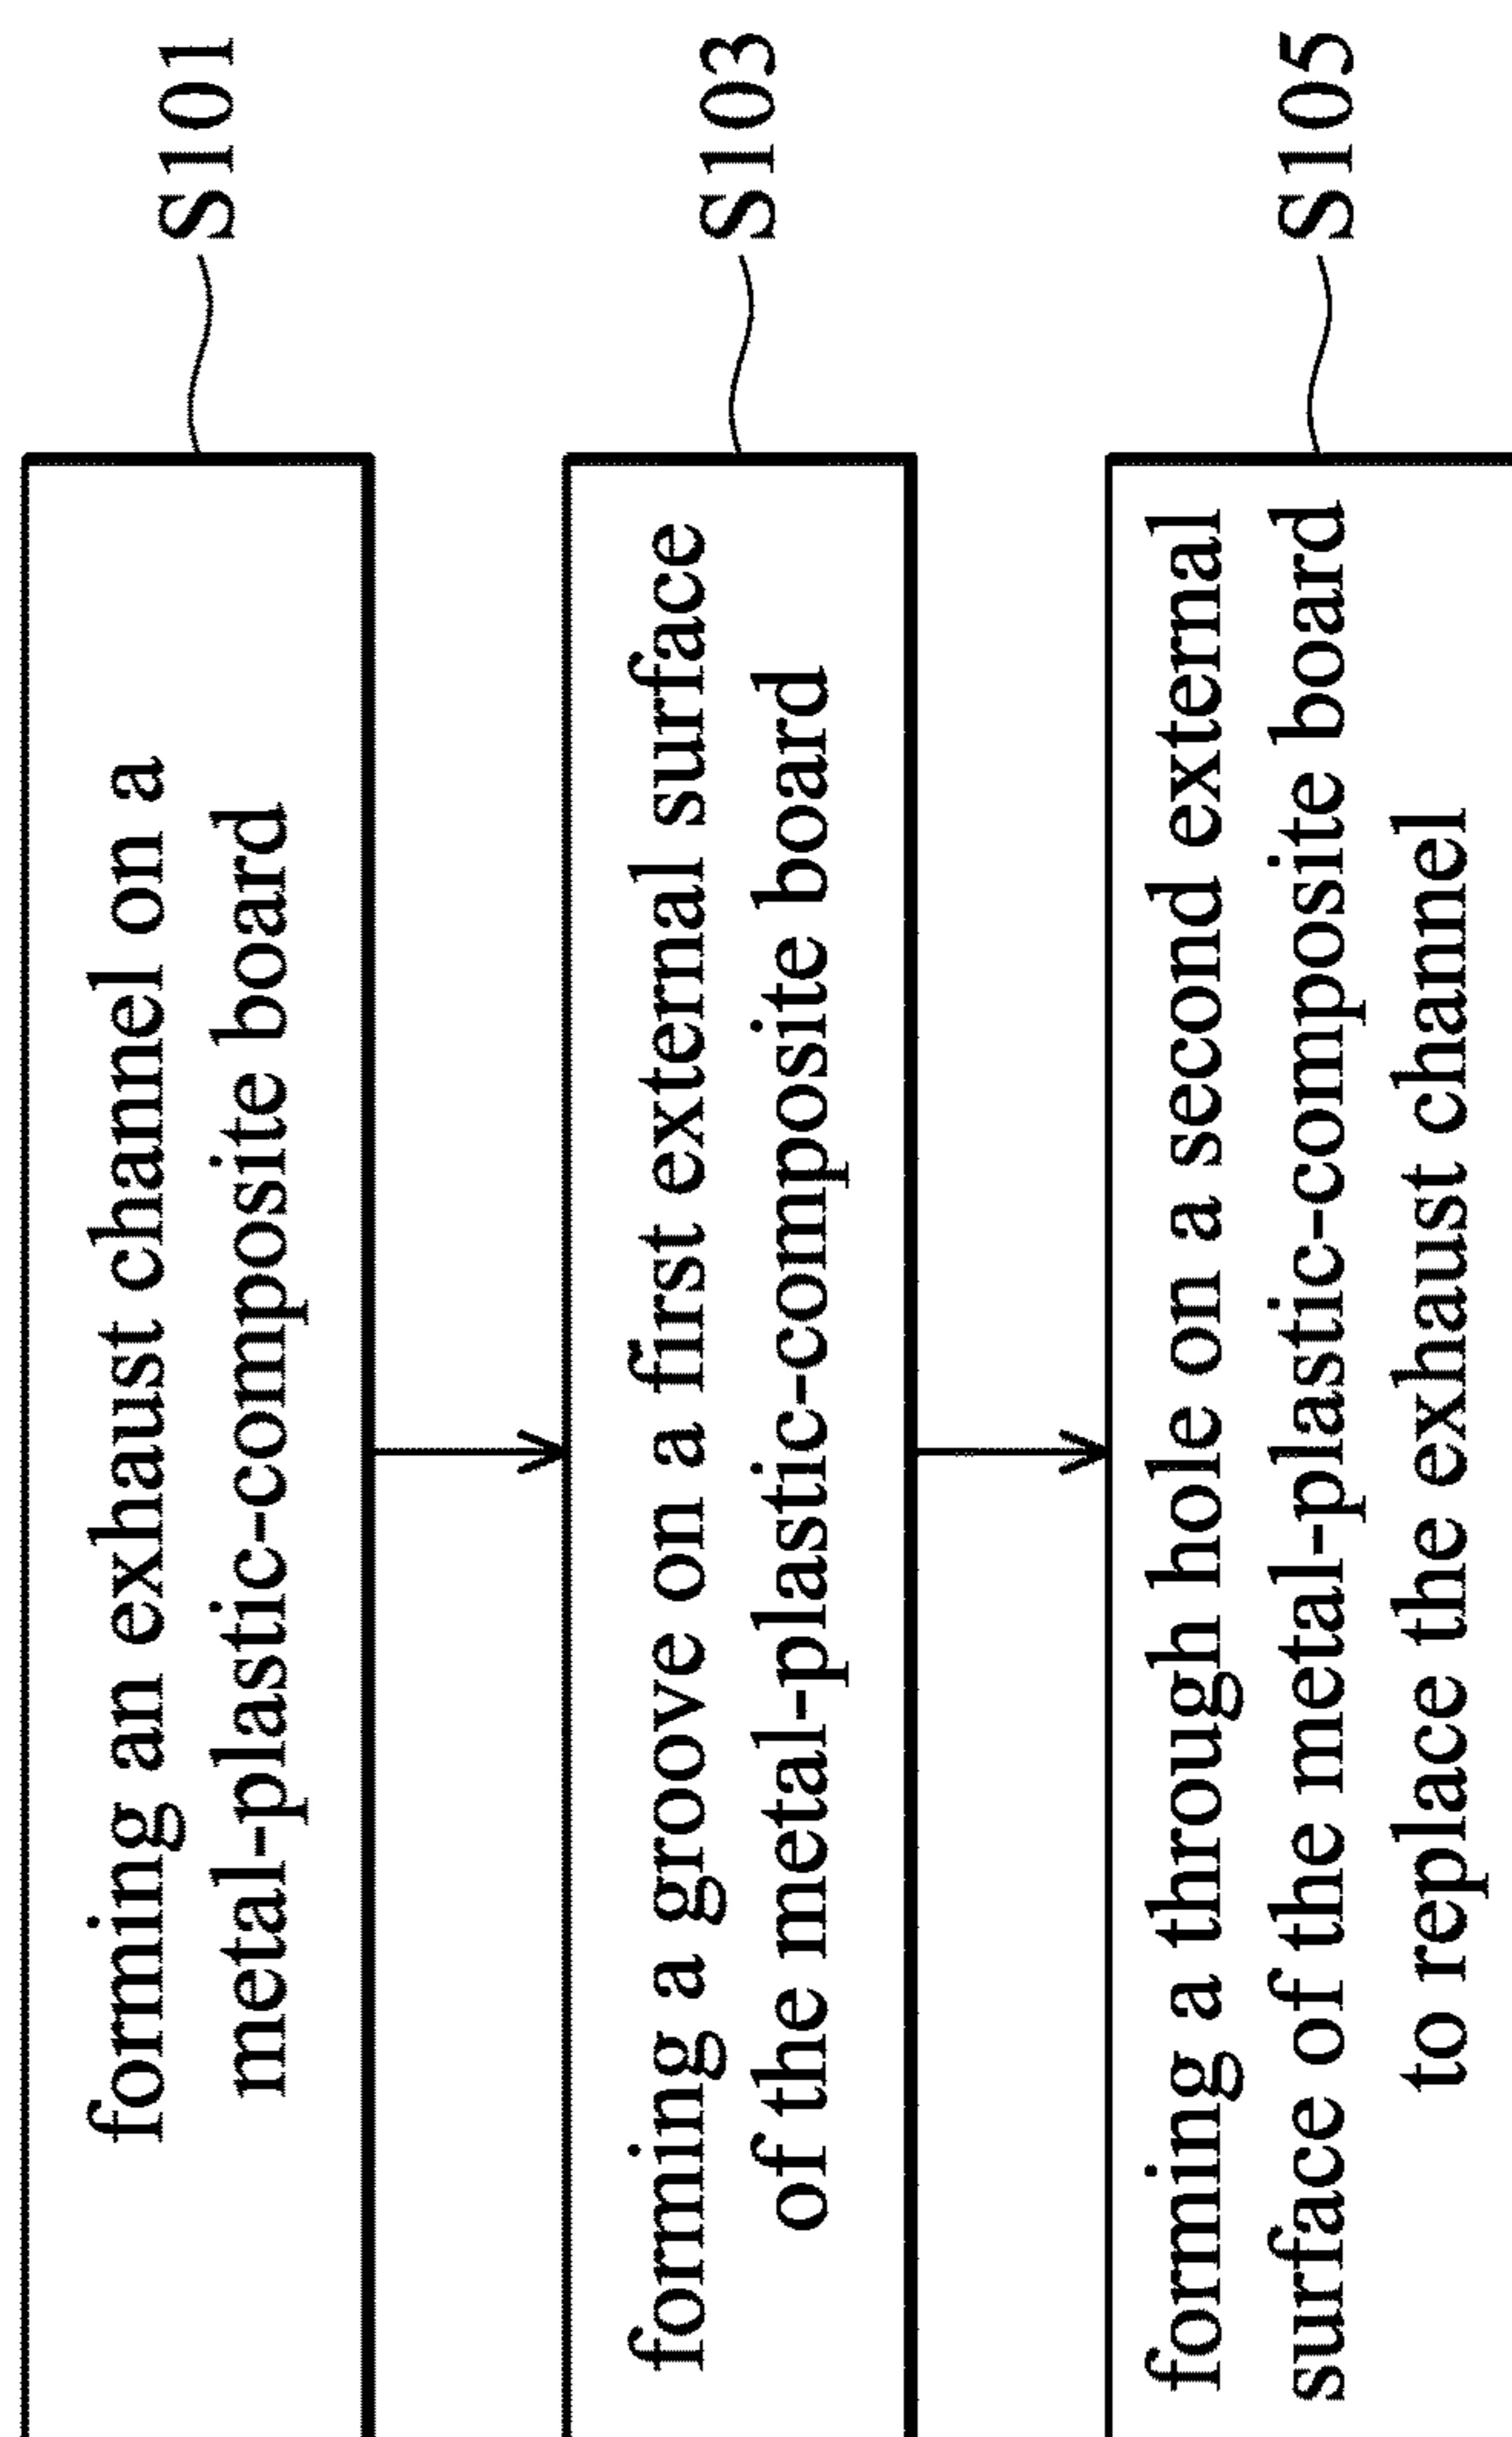 forming an exhaust channel on a
metal-plastic-composite board
S101
forming a groove on a first external surface
of the metal-plastic-composite board
S103
forming a through hole on a second external
surface of the metal-plastic-composite board
to replace the exhaust channel
S105